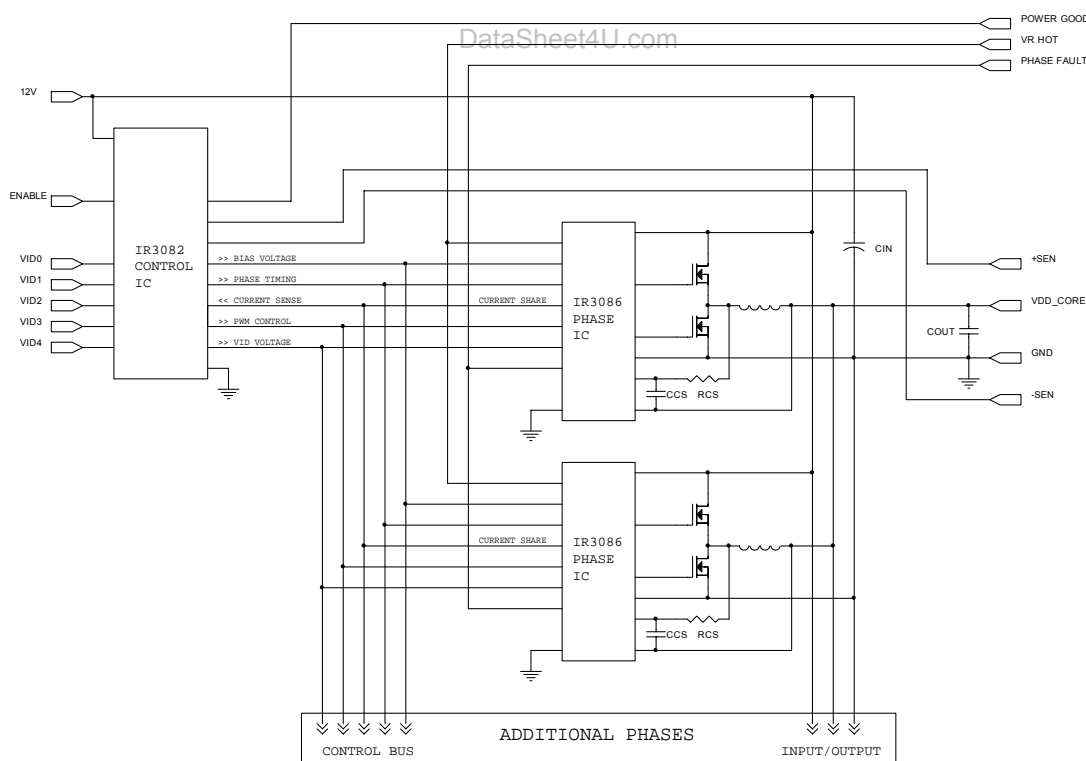 POWER GOOD
DataSheet4U.com
VR HOT
PHASE FAULT
12V
ENABLE
IR3082
CONTROL
IC
VID0
VID1
VID2
VID3
VID4
>> BIAS VOLTAGE
>> PHASE TIMING
<< CURRENT SENSE
>> PWM CONTROL
>> VID VOLTAGE
CURRENT SHARE
IR3086
PHASE
IC
CCS
RCS
CIN
+SEN
VDD_CORE
COUT
GND
-SEN
CURRENT SHARE
IR3086
PHASE
IC
CCS
RCS
ADDITIONAL PHASES
CONTROL BUS
INPUT/OUTPUT